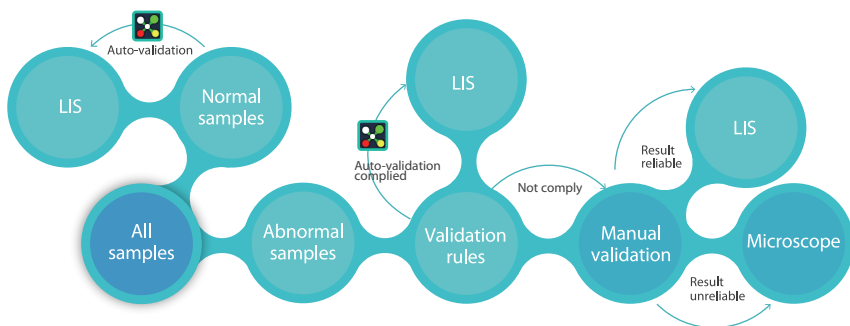 Auto-validation
LIS
Normal
samples
LIS
Auto-validation
complied
LIS
Result
reliable
Not comply
All
samples
Abnormal
samples
Validation
rules
Manual
validation
Microscope
Result
unreliable